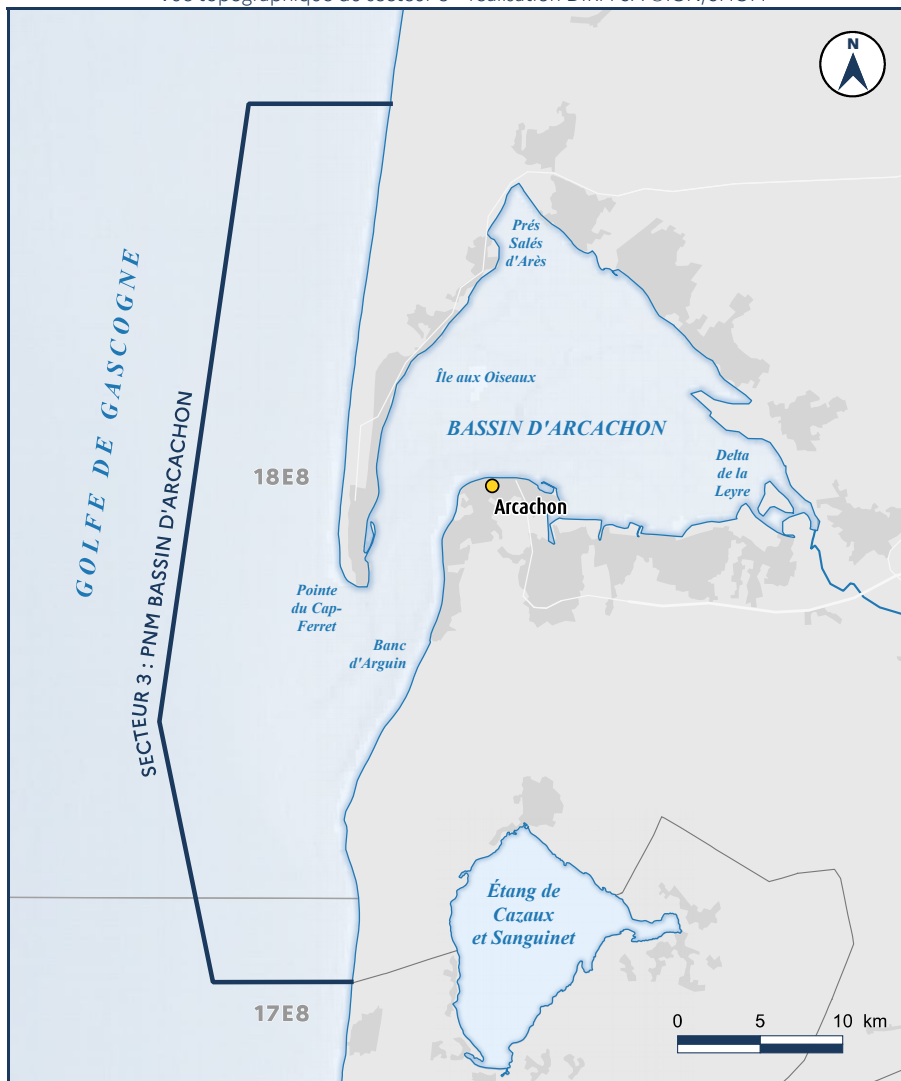 N
Prés
Salés
d'Arès
GOLFE DE GASCOGNE
Île aux Oiseaux
BASSIN D'ARCACHON
SECTEUR 3 : PNM BASSIN D'ARCACHON
18E8
Delta
de la
Leyre
Arcachon
Pointe
du Cap-
Ferret
Banc
d'Arguin
Étang de
Cazaux
et Sanguinet
17E8
0 5 10 km